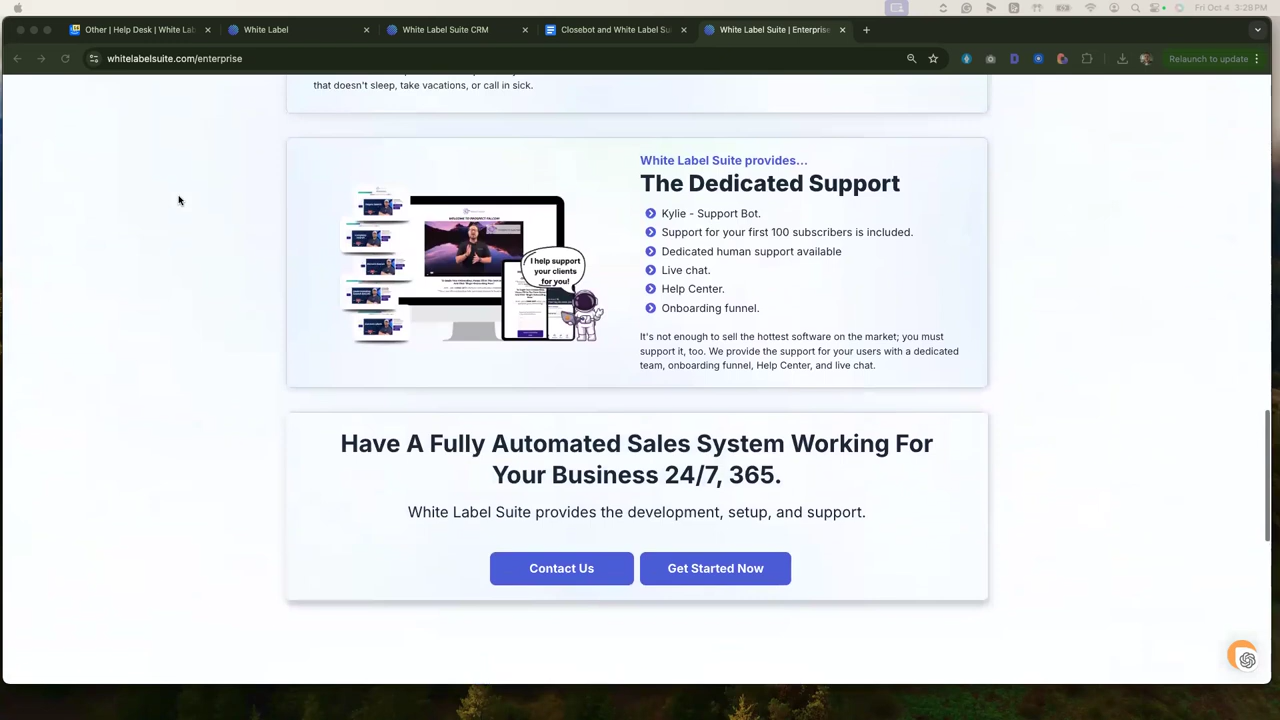 Fri Oct 4 3:29PM
Other | Help Desk | White Lab
White Label
White Label Suite CRM
Closebot and White Label Sui
White Label Suite | Enterprise
whitelabelsuite.com/enterprise
Relaunch to update
that doesn't sleep, take vacations, or call in sick.
White Label Suite provides...
The Dedicated Support
Kylie - Support Bot.
Support for your first 100 subscribers is included.
Dedicated human support available
Live chat.
Help Center.
Onboarding funnel.
I help support
your clients
for you!
It's not enough to sell the hottest software on the market; you must
support it, too. We provide the support for your users with a dedicated
team, onboarding funnel, Help Center, and live chat.
Have A Fully Automated Sales System Working For
Your Business 24/7, 365.
White Label Suite provides the development, setup, and support.
Contact Us
Get Started Now